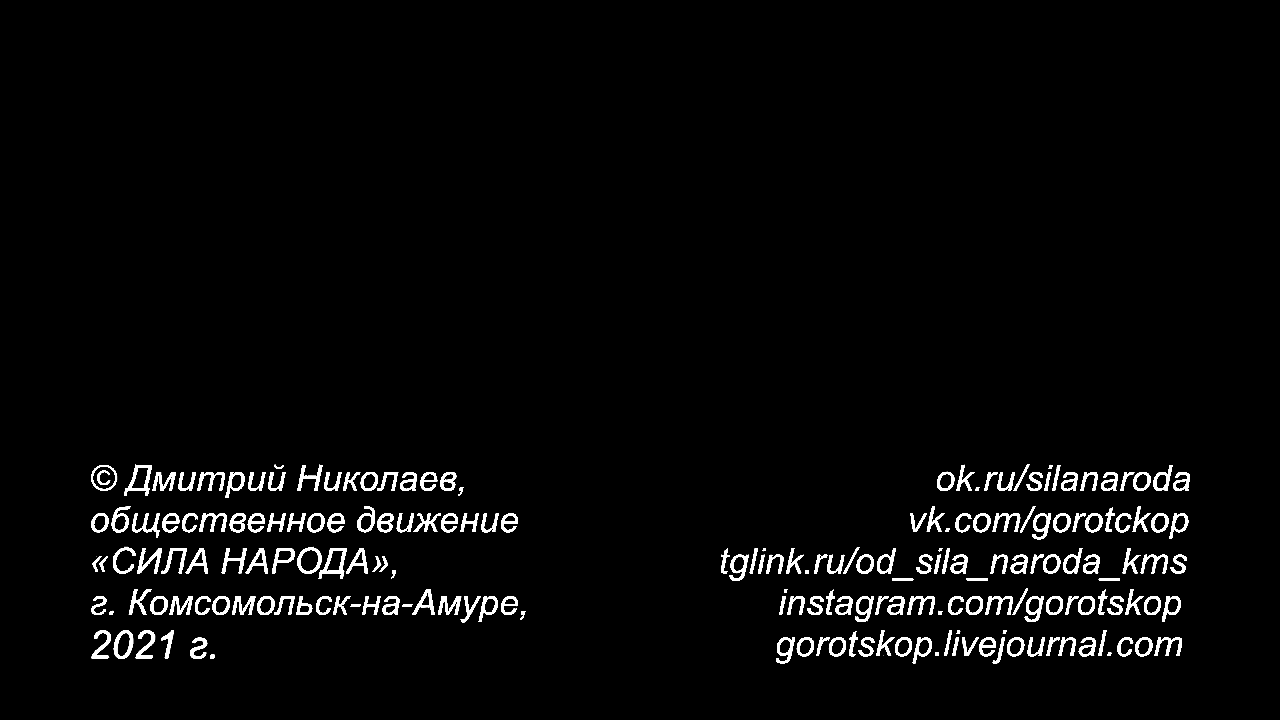 © Дмитрий Николаев,
общественное движение
«СИЛА НАРОДА»,
г. Комсомольск-на-Амуре,
2021 г.
ok.ru/silanaroda
vk.com/gorotckop
tglink.ru/od_sila_naroda_kms
instagram.com/gorotskop
gorotskop.livejournal.com